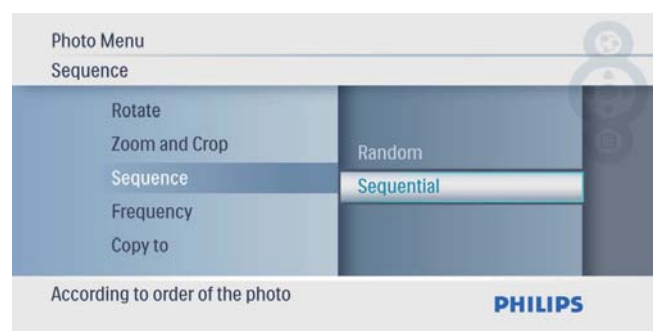 Photo Menu
Sequence
Rotate
Zoom and Crop
Sequence
Frequency
Copy to
Random
Sequential
According to order of the photo
PHILIPS